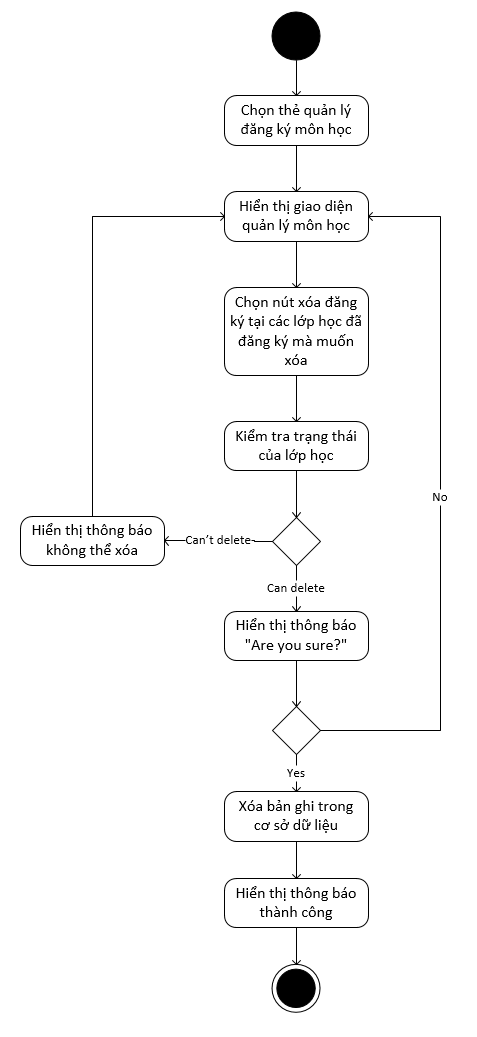 Chọn thẻ quản lý
đăng ký môn học
Hiển thị giao diện
quản lý môn học
Chọn nút xóa đăng
ký tại các lớp học đã
đăng ký mà muốn
xóa
Kiểm tra trạng thái
của lớp học
No
Hiển thị thông báo
không thể xóa
Can't delete
Can delete
Hiển thị thông báo
"Are you sure?"
Yes
Xóa bản ghi trong
cơ sở dữ liệu
Hiển thị thông báo
thành công